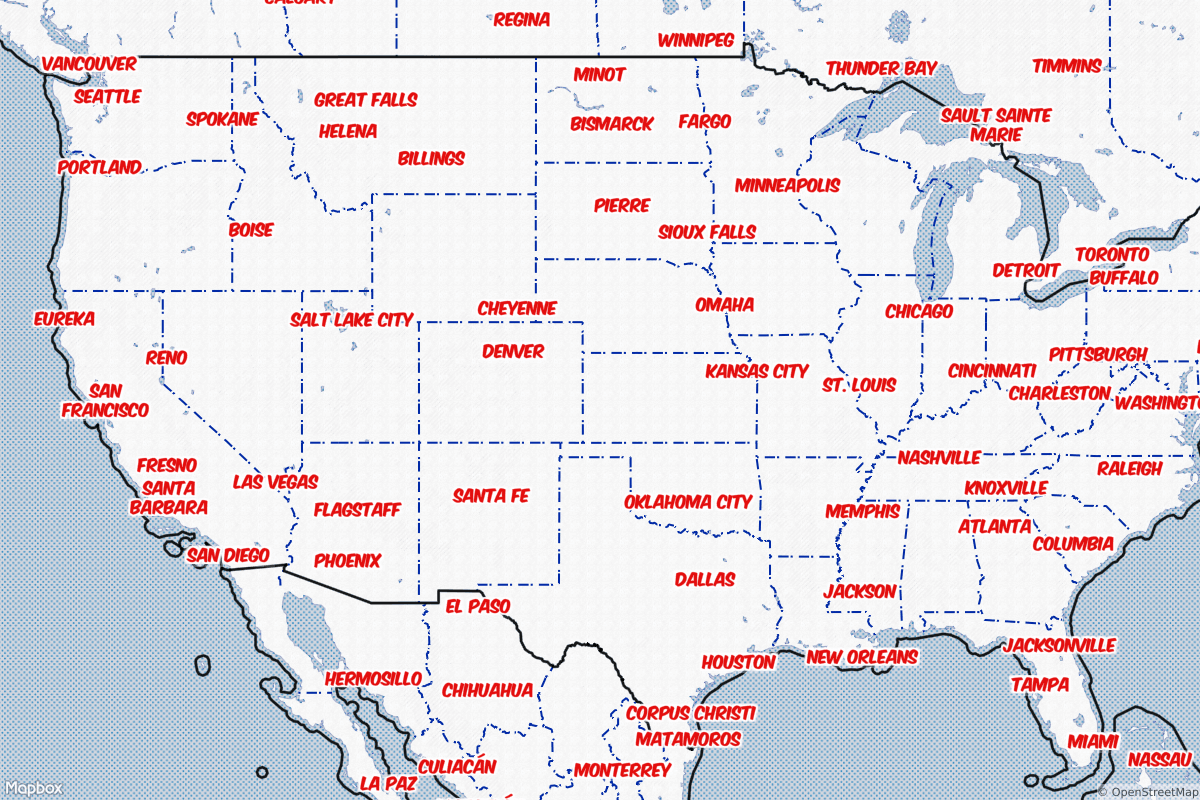 REGINA
WINNIPEG
VANCOUVER
MINOT
THUNDER BAY
TIMMINS
SEATTLE
GREAT FALLS
SPOKANE
HELENA
BISMARCK
FARGO
SAULT SAINTE
MARIE
BILLINGS
PORTLAND
MINNEAPOLIS
PIERRE
BOISE
SIOUX FALLS
TORONTO
DETROIT
BUFFALO
EUREKA
SALT LAKE CITY
CHEYENNE
OMAHA
CHICAGO
RENO
DENVER
PITTSBURGH
KANSAS CITY
ST. LOUIS
CINCINNATI
SAN
FRANCISCO
CHARLESTON
WASHINGTO
FRESNO
NASHVILLE
RALEIGH
SANTA
BARBARA
LAS VEGAS
FLAGSTAFF
SANTA FE
OKLAHOMA CITY
KNOXVILLE
MEMPHIS
ATLANTA
COLUMBIA
SAN DIEGO
PHOENIX
DALLAS
JACKSON
EL PASO
JACKSONVILLE
HOUSTON
NEW ORLEANS
HERMOSILLO
CHIHUAHUA
TAMPA
CORPUS CHRISTI
MATAMOROS
MIAMI
NASSAU
CULIACÁN
MONTERREY
LA PAZ
Mapbox
© OpenStreetMap